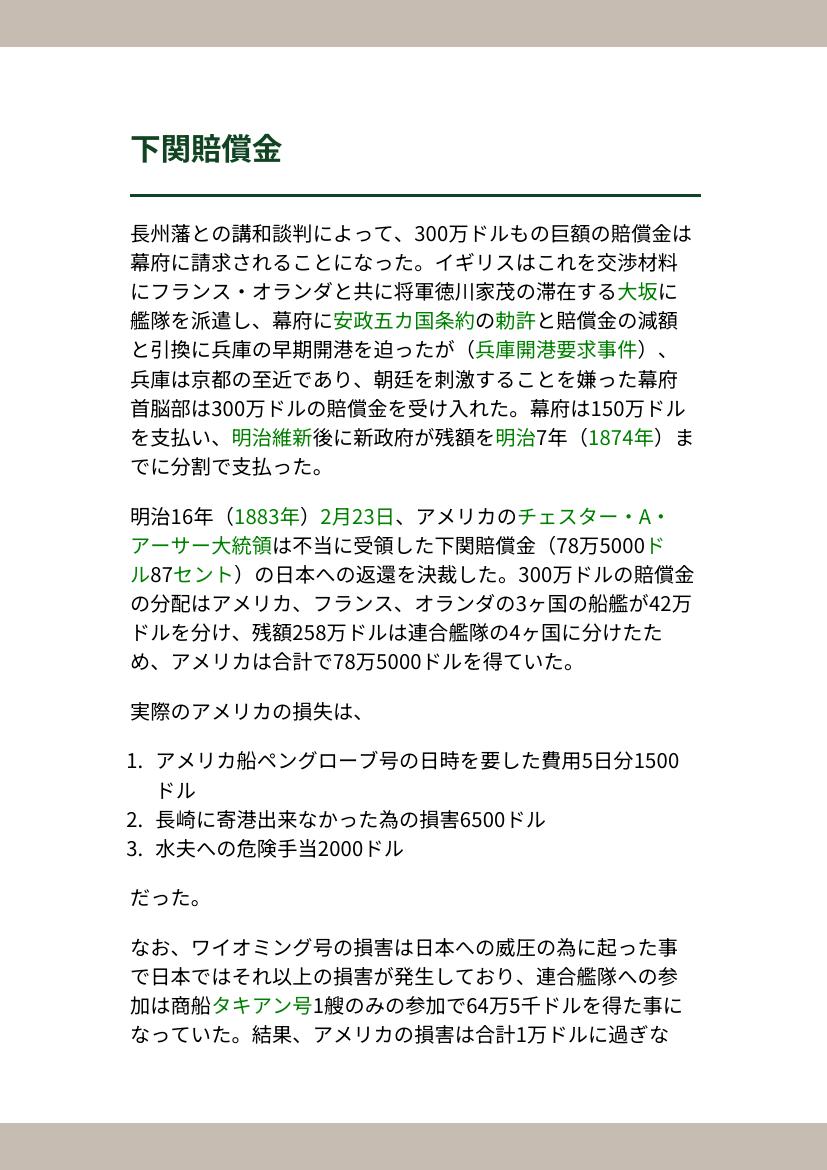 下関賠償金
長州藩との講和談判によって、300万ドルもの巨額の賠償金は
幕府に請求されることになった。イギリスはこれを交渉材料
にフランス・オランダと共に将軍徳川家茂の滞在する大坂に
艦隊を派遣し、幕府に安政五カ国条約の勅許と賠償金の減額
と引換に兵庫の早期開港を迫ったが（兵庫開港要求事件）、
兵庫は京都の至近であり、朝廷を刺激することを嫌った幕府
首脳部は300万ドルの賠償金を受け入れた。幕府は150万ドル
を支払い、明治維新後に新政府が残額を明治7年（1874年）ま
でに分割で支払った。
明治16年（1883年）2月23日、アメリカのチェスター・A・
アーサー大統領は不当に受領した下関賠償金（78万5000ド
ル87セント）の日本への返還を決裁した。300万ドルの賠償金
の分配はアメリカ、フランス、オランダの3ヶ国の船艦が42万
ドルを分け、残額258万ドルは連合艦隊の4ヶ国に分けたた
め、アメリカは合計で78万5000ドルを得ていた。
実際のアメリカの損失は、
1. アメリカ船ペングローブ号の日時を要した費用5日分1500
ドル
2. 長崎に寄港出来なかった為の損害6500ドル
3. 水夫への危険手当2000ドル
だった。
なお、ワイオミング号の損害は日本への威圧の為に起った事
で日本ではそれ以上の損害が発生しており、連合艦隊への参
加は商船タキアン号1艘のみの参加で64万5千ドルを得た事に
なっていた。結果、アメリカの損害は合計1万ドルに過ぎな